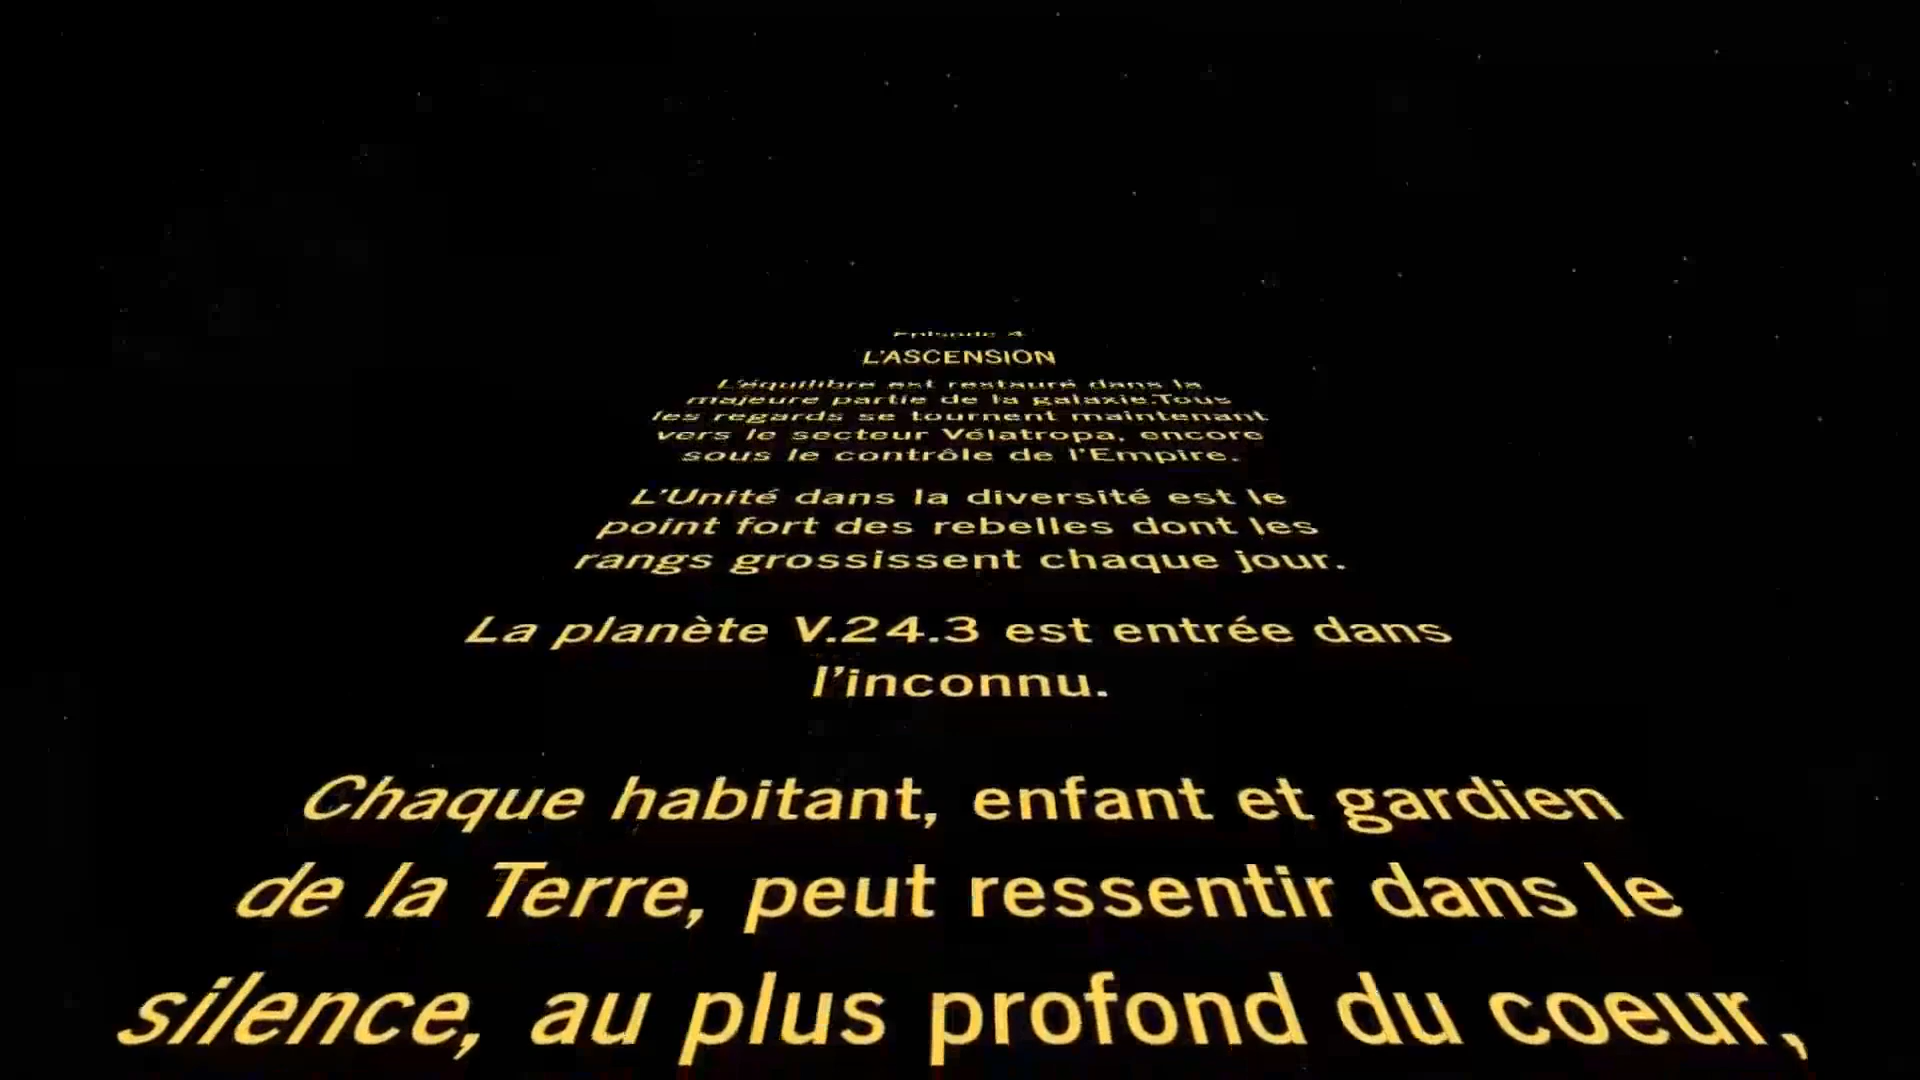 Episode 4
L'ASCENSION
L'équilibre est restauré dans la
majeure partie de la galaxie.Tous
les regards se tournent maintenant
vers le secteur Vélatropa, encore
sous le contrôle de l'Empire.
L'Unité dans la diversité est le
point fort des rebelles dont les
rangs grossissent chaque jour.
La planète V.24.3 est entrée dans
l'inconnu.
Chaque habitant, enfant et gardien
de la Terre, peut ressentir dans le
silence, au plus profond du coeur,